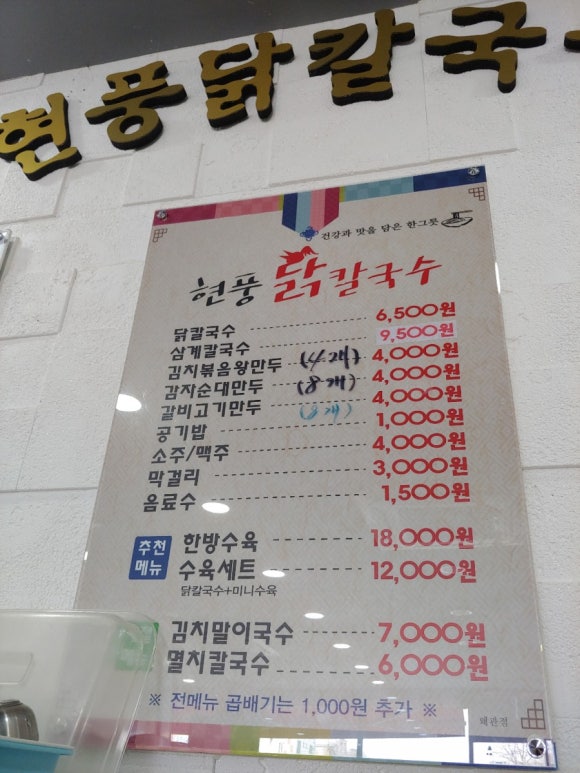 현풍닭칼국수
건강과 맛을 담은 한그릇
현풍 닭칼국수
닭칼국수 6,500원
삼계칼국수 9,500원
김치볶음왕만두 (4개) 4,000원
감자순대만두 (8개) 4,000원
갈비고기만두 (8개) 4,000원
공기밥 1,000원
소주/맥주 4,000원
막걸리 3,000원
음료수 1,500원
추천 메뉴
한방수육 18,000원
수육세트 12,000원
닭칼국수+미니수육
김치말이국수 7,000원
멸치칼국수 6,000원
※ 전메뉴 곱배기는 1,000원 추가 ※
왜관점